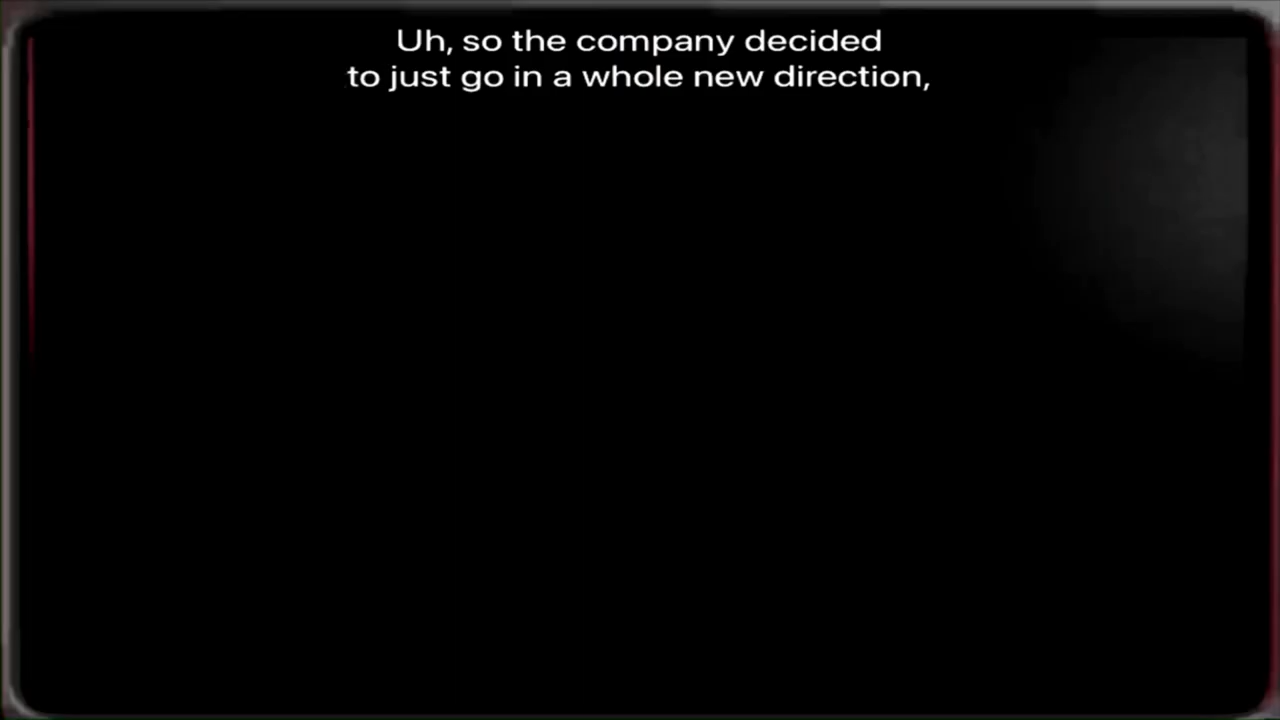 Uh, so the company decided
to just go in a whole new direction,